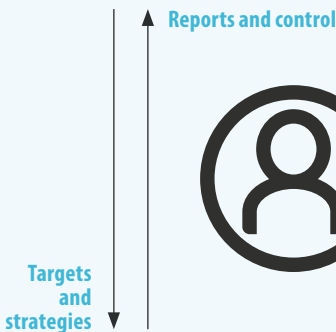 Reports and control
Targets
and
strategies